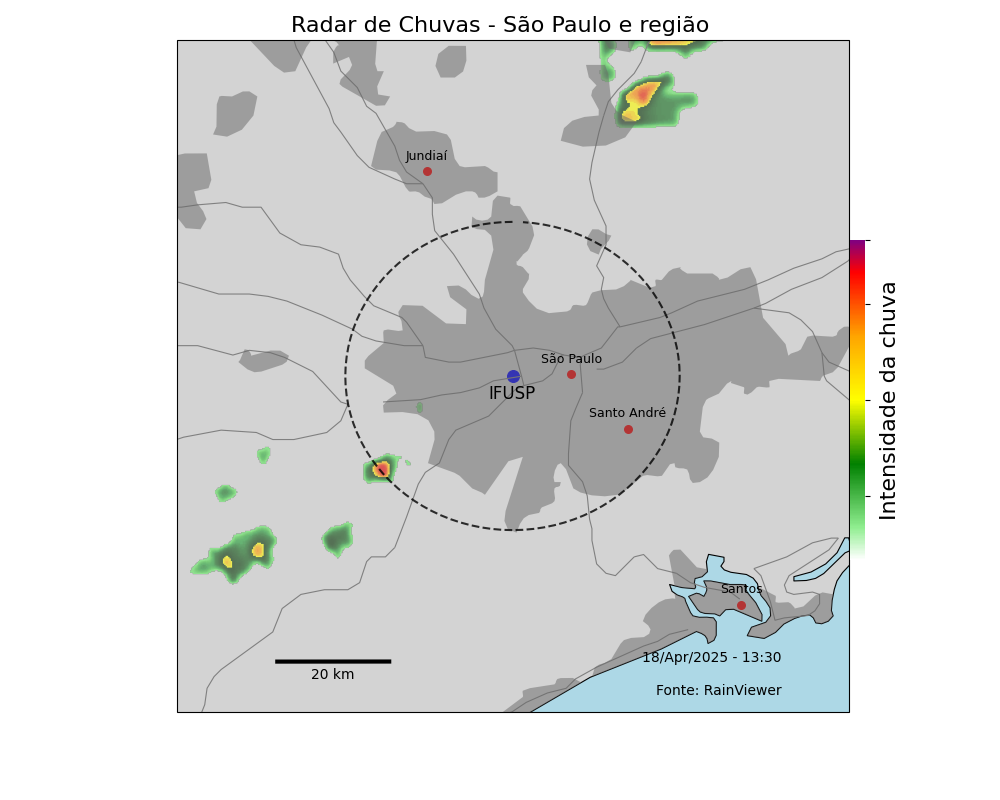 Radar de Chuvas - São Paulo e região
Jundiaí
São Paulo
IFUSP
Santo André
Intensidade da chuva
Santos
18/Apr/2025 - 13:30
20 km
Fonte: RainViewer